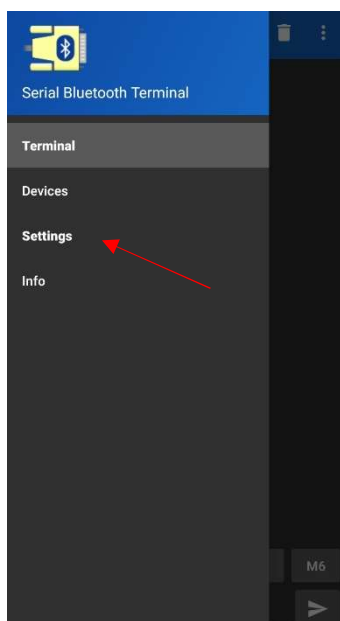 Serial Bluetooth Terminal
Terminal
Devices
Settings
Info
M6